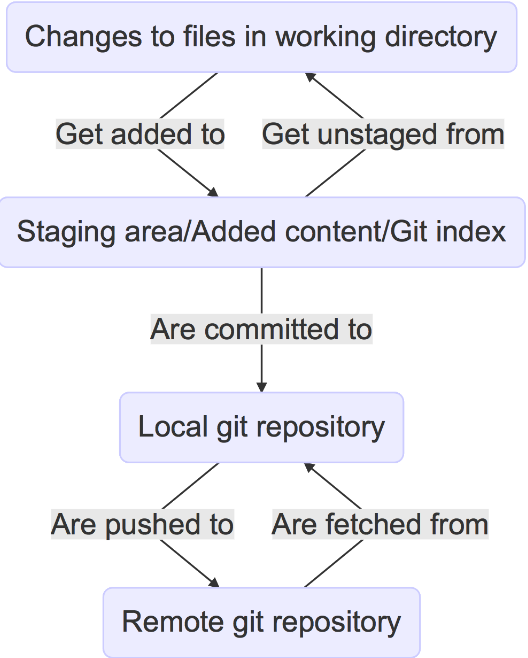 Changes to files in working directory
Get added to
Get unstaged from
Staging area/Added content/Git index
Are committed to
Local git repository
Are pushed to
Are fetched from
Remote git repository